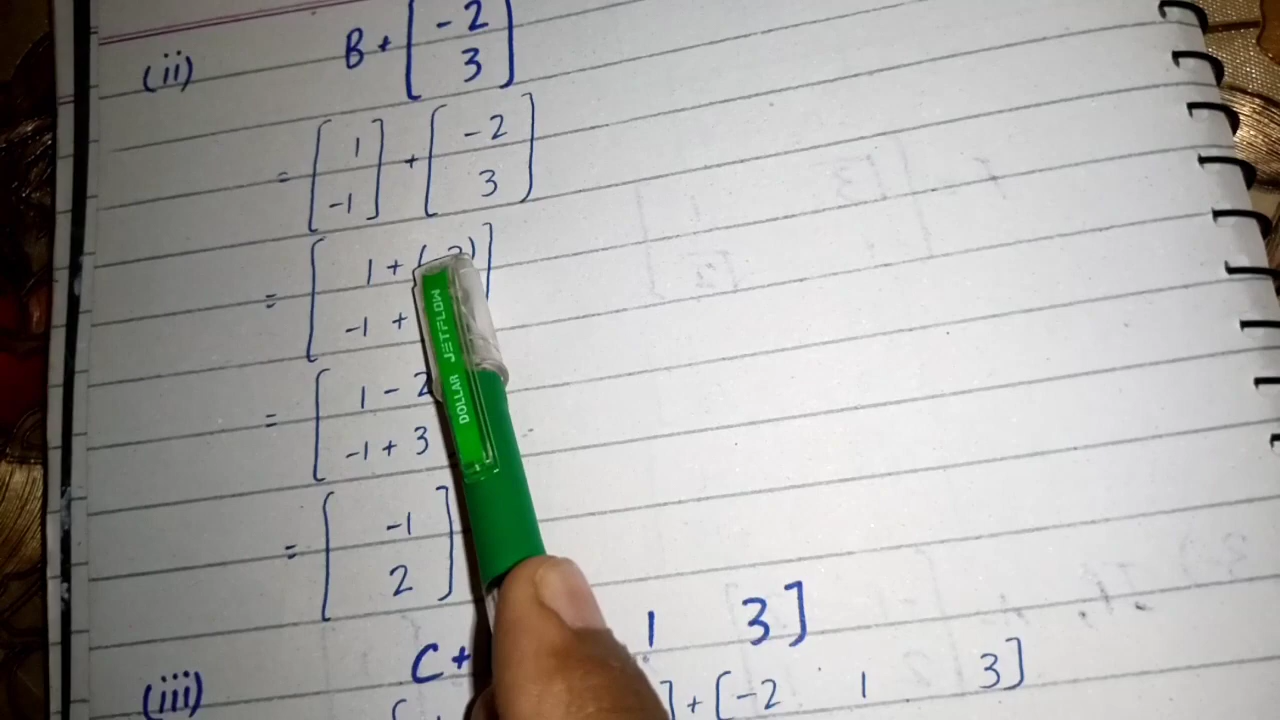 (ii) B + [-2
3]
= [1
-1] + [-2
3]
= [1 + (-2)
-1 +]
= [1 - 2
-1 + 3
= [-1
2]
DOLLAR JETFLOW
(iii) C + 1 3]
] + [-2 1 3]